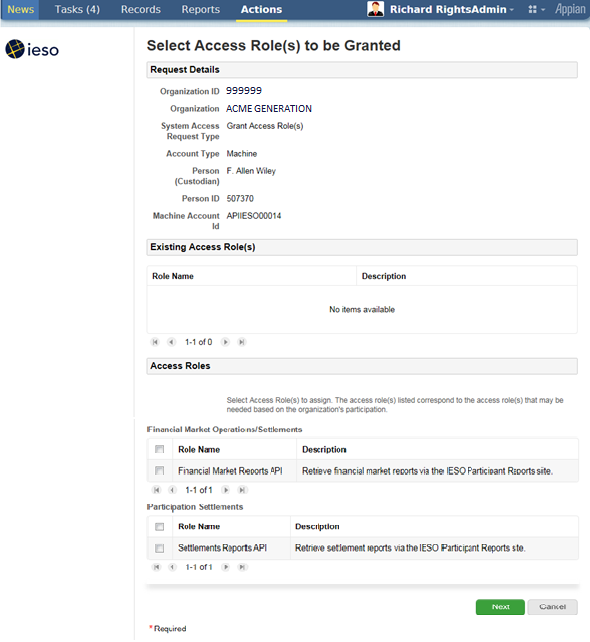 News Tasks (4) Records Reports Actions Richard RightsAdmin Appian
ieso
Select Access Role(s) to be Granted
Request Details
Organization ID 999999
Organization ACME GENERATION
System Access Grant Access Role(s)
Request Type
Account Type Machine
Person F. Allen Wiley
(Custodian)
Person ID 507370
Machine Account APIIESO00014
Id
Existing Access Role(s)
Role Name Description
No items available
1-1 of 0
Access Roles
Select Access Role(s) to assign. The access role(s) listed correspond to the access role(s) that may be
needed based on the organization's participation.
Financial Market Operations/Settlements
Role Name Description
Financial Market Reports API Retrieve financial market reports via the IESO Participant Reports site.
1-1 of 1
Participation Settlements
Role Name Description
Settlements Reports API Retrieve settlement reports via the IESO Participant Reports site.
1-1 of 1
Next Cancel
*Required